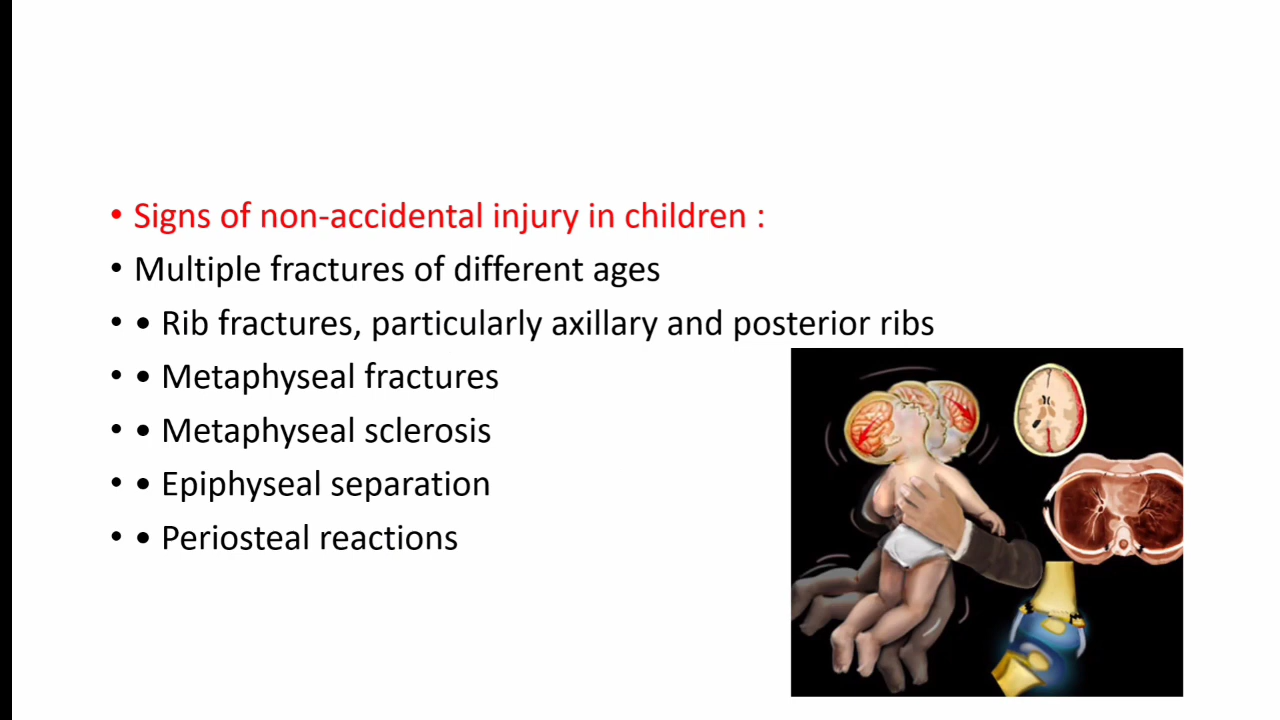 • Signs of non-accidental injury in children :
• Multiple fractures of different ages
• • Rib fractures, particularly axillary and posterior ribs
• • Metaphyseal fractures
• • Metaphyseal sclerosis
• • Epiphyseal separation
• • Periosteal reactions